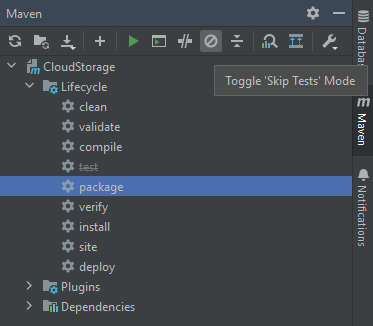 Maven
Toggle 'Skip Tests' Mode
CloudStorage
Lifecycle
clean
validate
compile
test
package
verify
install
site
deploy
Plugins
Dependencies
Databas
Maven
Notifications